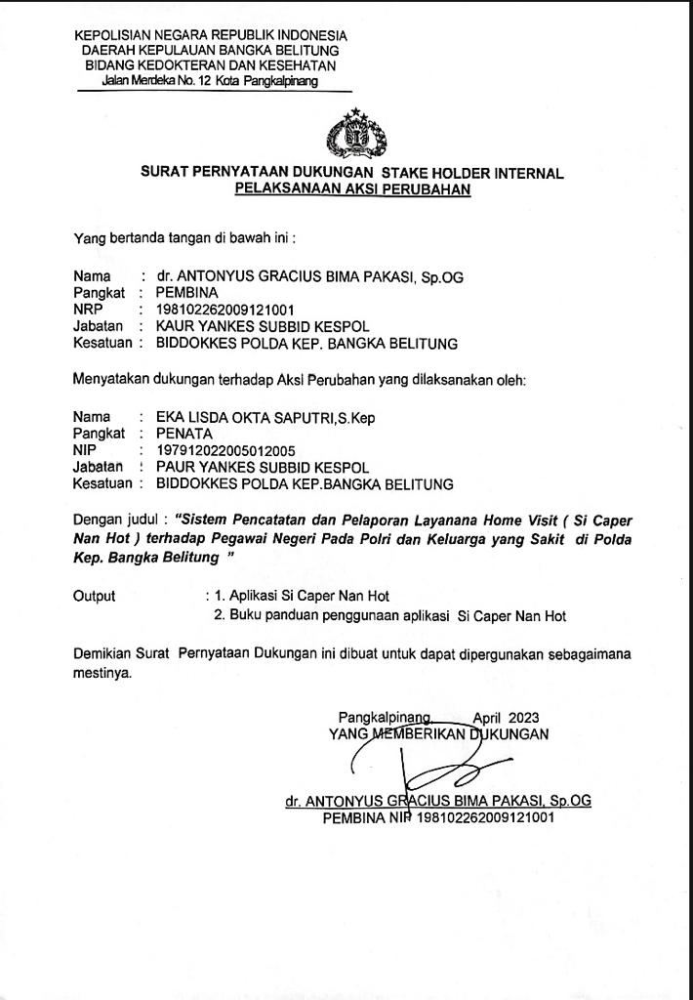 KEPOLISIAN NEGARA REPUBLIK INDONESIA
DAERAH KEPULAUAN BANGKA BELITUNG
BIDANG KEDOKTERAN DAN KESEHATAN
Jalan Merdeka No. 12 Kota Pangkalpinang
SURAT PERNYATAAN DUKUNGAN STAKE HOLDER INTERNAL
PELAKSANAAN AKSI PERUBAHAN
Yang bertanda tangan di bawah ini :
Nama : dr. ANTONYUS GRACIUS BIMA PAKASI, Sp.OG
Pangkat : PEMBINA
NRP : 198102262009121001
Jabatan : KAUR YANKES SUBBID KESPOL
Kesatuan : BIDDOKKES POLDA KEP. BANGKA BELITUNG
Menyatakan dukungan terhadap Aksi Perubahan yang dilaksanakan oleh:
Nama : EKA LISDA OKTA SAPUTRI,S.Kep
Pangkat : PENATA
NIP : 197912022005012005
Jabatan : PAUR YANKES SUBBID KESPOL
Kesatuan : BIDDOKKES POLDA KEP.BANGKA BELITUNG
Dengan judul : "Sistem Pencatatan dan Pelaporan Layanana Home Visit ( Si Caper
Nan Hot ) terhadap Pegawai Negeri Pada Polri dan Keluarga yang Sakit di Polda
Kep. Bangka Belitung "
Output : 1. Aplikasi Si Caper Nan Hot
2. Buku panduan penggunaan aplikasi Si Caper Nan Hot
Demikian Surat Pernyataan Dukungan ini dibuat untuk dapat dipergunakan sebagaimana
mestinya.
Pangkalpinang, April 2023
YANG MEMBERIKAN DUKUNGAN
dr. ANTONYUS GRACIUS BIMA PAKASI, Sp.OG
PEMBINA NIP 198102262009121001